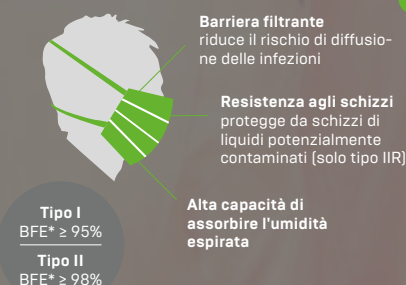 Barriera filtrante
riduce il rischio di diffusio-
ne delle infezioni
Resistenza agli schizzi
protegge da schizzi di
liquidi potenzialmente
contaminati (solo tipo IIR)
Alta capacità di
assorbire l'umidità
espirata
Tipo I
BFE* ≥ 95%
Tipo II
BFE* ≥ 98%